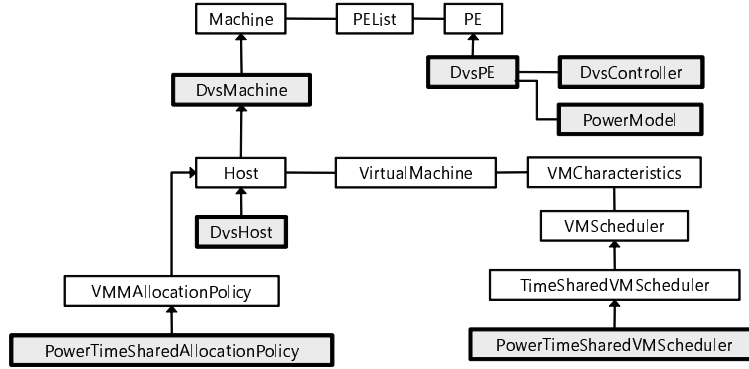 Machine
PEList
PE
DvsMachine
DvsPE
DvsController
PowerModel
Host
VirtualMachine
VMCharacteristics
DvsHost
VMScheduler
VMMAllocationPolicy
TimeSharedVMScheduler
PowerTimeSharedAllocationPolicy
PowerTimeSharedVMScheduler